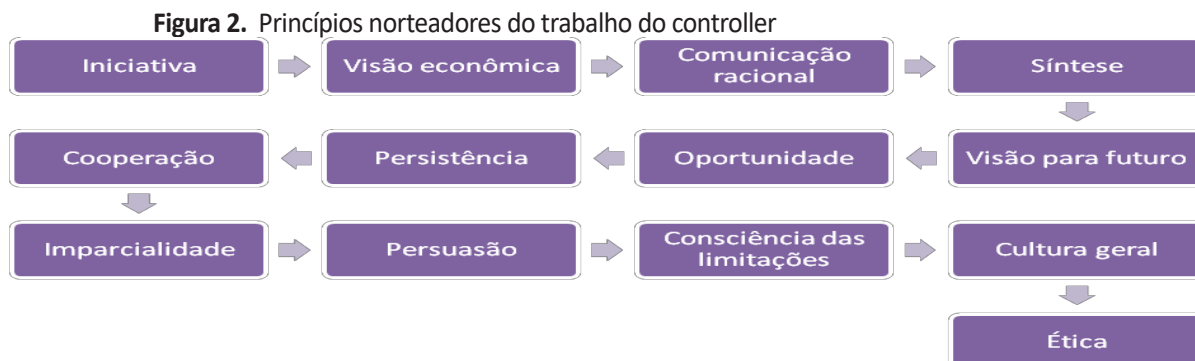 Figura 2. Princípios norteadores do trabalho do controller
Iniciativa
Visão econômica
Comunicação
racional
Síntese
Visão para futuro
Oportunidade
Persistência
Cooperação
Imparcialidade
Persuasão
Consciência das
limitações
Cultura geral
Ética